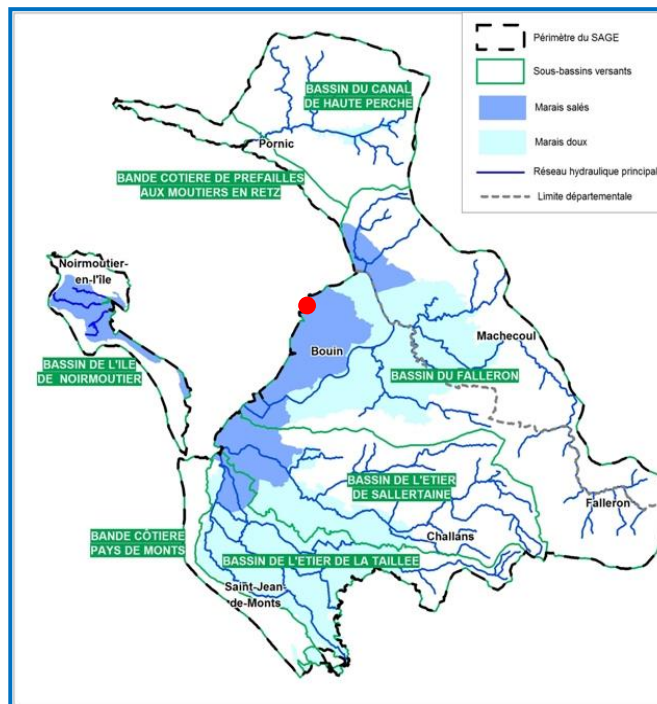 Périmètre du SAGE
Sous-bassins versants
Marais salés
Marais doux
Réseau hydraulique principal
Limite départementale
BASSIN DU CANAL
DE HAUTE PERCHE
Pornic
BANDE COTIERE DE PREFAILLES
AUX MOUTIERS EN RETZ
Noirmoutier-
en-l'île
BASSIN DE L'ILE
DE NOIRMOUTIER
Machecoul
Bouin
BASSIN DU FALLERON
BASSIN DE L'ETIER
DE SALLERTAINE
Falleron
BANDE CÔTIERE
PAYS DE MONTS
Challans
BASSIN DE L'ETIER DE LA TAILLEE
Saint-Jean-
de-Monts